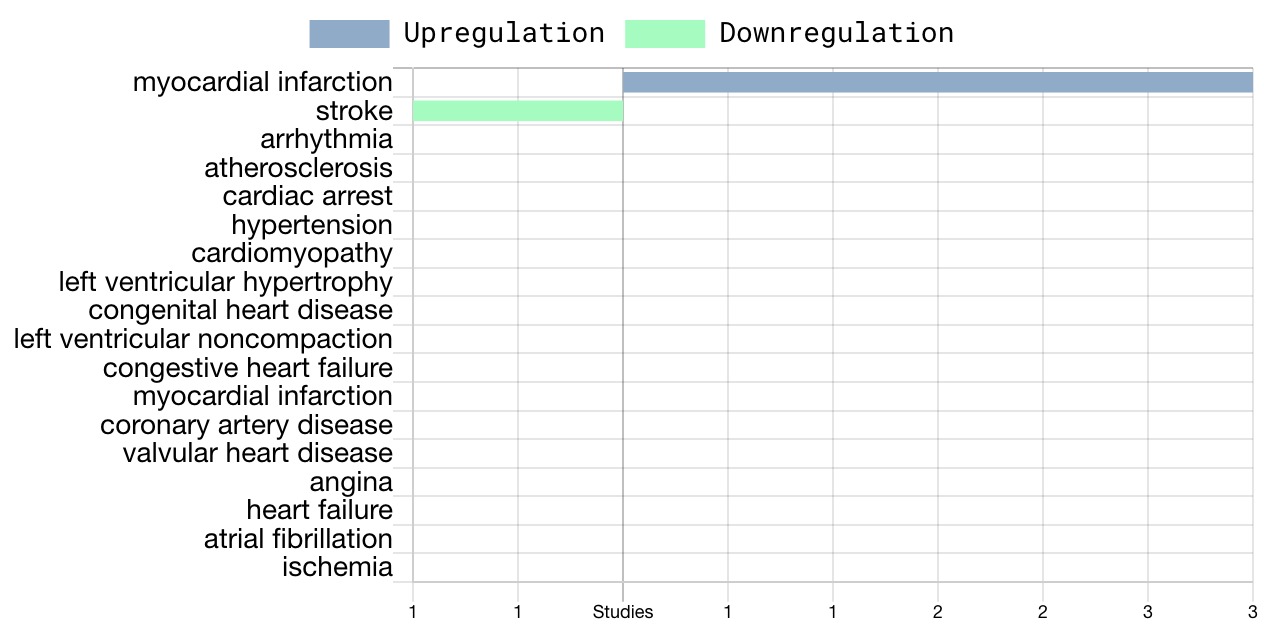 Upregulation Downregulation
myocardial infarction
stroke
arrhythmia
atherosclerosis
cardiac arrest
hypertension
cardiomyopathy
left ventricular hypertrophy
congenital heart disease
left ventricular noncompaction
congestive heart failure
myocardial infarction
coronary artery disease
valvular heart disease
angina
heart failure
atrial fibrillation
ischemia
1 1 Studies 1 1 2 2 3 3